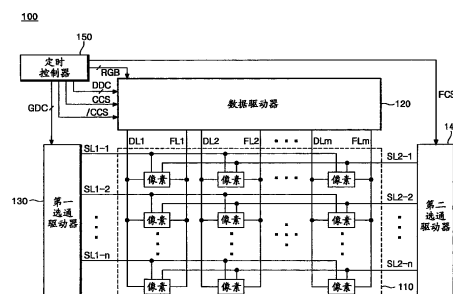 100
150
定时
控制器
RGB
DDC
CCS
/CCS
GDC
FCS
数据驱动器
120
DL1 FL1 DL2 FL2 DLm FLm
SL1-1
SL2-1
像素 像素 像素
130
第一
选通
驱动器
SL1-2
SL2-2
像素 像素 像素
第二
选通
驱动器
SL1-n
SL2-n
像素 像素 像素
110